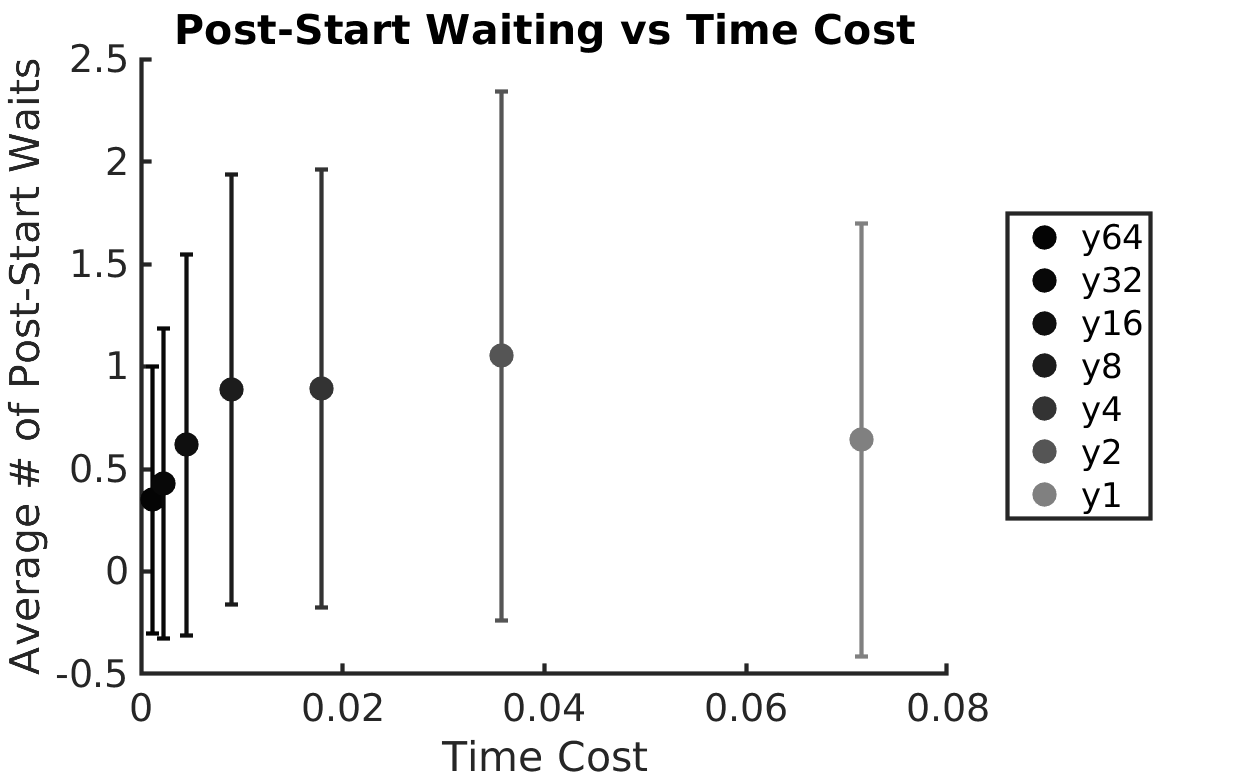 Post-Start Waiting vs Time Cost
Average # of Post-Start Waits
2.5
2
1.5
1
0.5
0
-0.5
0
0.02
0.04
0.06
0.08
Time Cost
y64
y32
y16
y8
y4
y2
y1